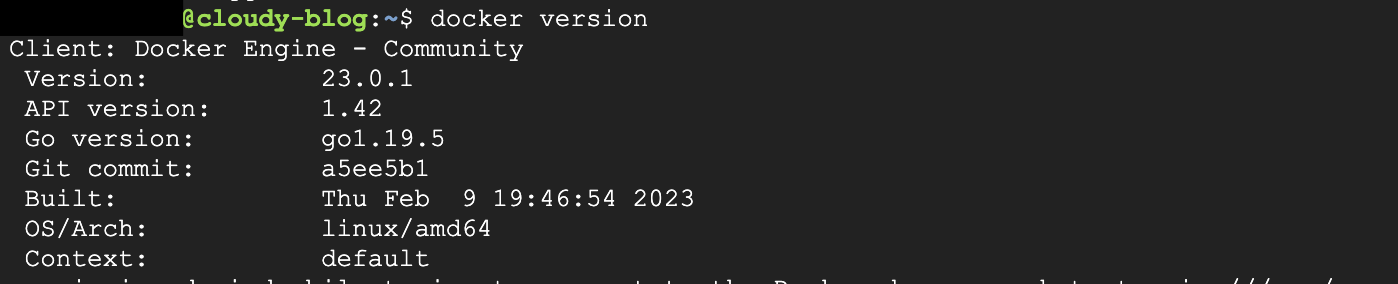 @cloudy-blog:~$ docker version
Client: Docker Engine - Community
Version: 23.0.1
API version: 1.42
Go version: go1.19.5
Git commit: a5ee5b1
Built: Thu Feb  9 19:46:54 2023
OS/Arch: linux/amd64
Context: default